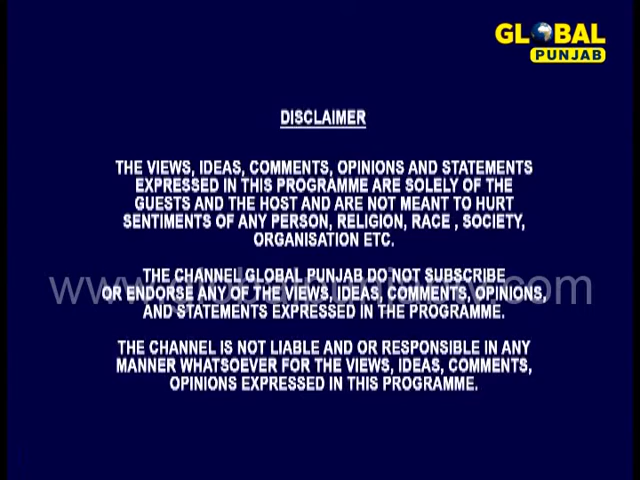 GLOBAL
PUNJAB
DISCLAIMER
THE VIEWS, IDEAS, COMMENTS, OPINIONS AND STATEMENTS
EXPRESSED IN THIS PROGRAMME ARE SOLELY OF THE
GUESTS AND THE HOST AND ARE NOT MEANT TO HURT
SENTIMENTS OF ANY PERSON, RELIGION, RACE , SOCIETY,
ORGANISATION ETC.
THE CHANNEL GLOBAL PUNJAB DO NOT SUBSCRIBE
OR ENDORSE ANY OF THE VIEWS, IDEAS, COMMENTS, OPINIONS,
AND STATEMENTS EXPRESSED IN THE PROGRAMME.
THE CHANNEL IS NOT LIABLE AND OR RESPONSIBLE IN ANY
MANNER WHATSOEVER FOR THE VIEWS, IDEAS, COMMENTS,
OPINIONS EXPRESSED IN THIS PROGRAMME.